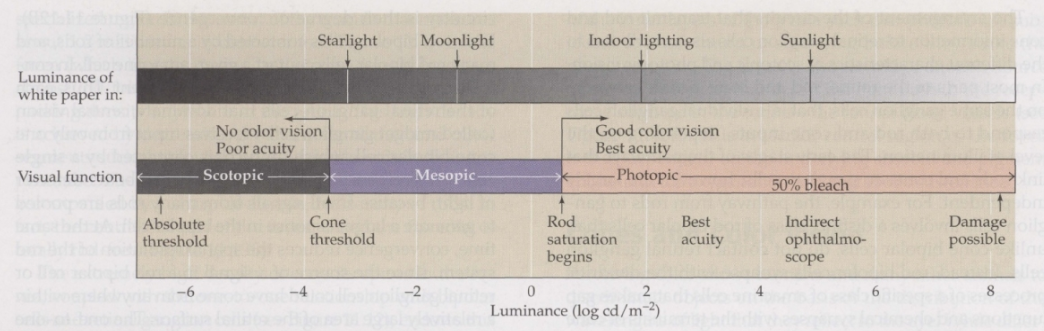 Starlight Moonlight Indoor lighting Sunlight
Luminance of
white paper in:
No color vision
Poor acuity
Good color vision
Best acuity
Visual function
Scotopic Mesopic Photopic
50% bleach
Absolute
threshold
Cone
threshold
Rod
saturation
begins
Best
acuity
Indirect
ophthalmo-
scope
Damage
possible
−6 −4 −2 0 2 4 6 8
Luminance (log cd/m−2)